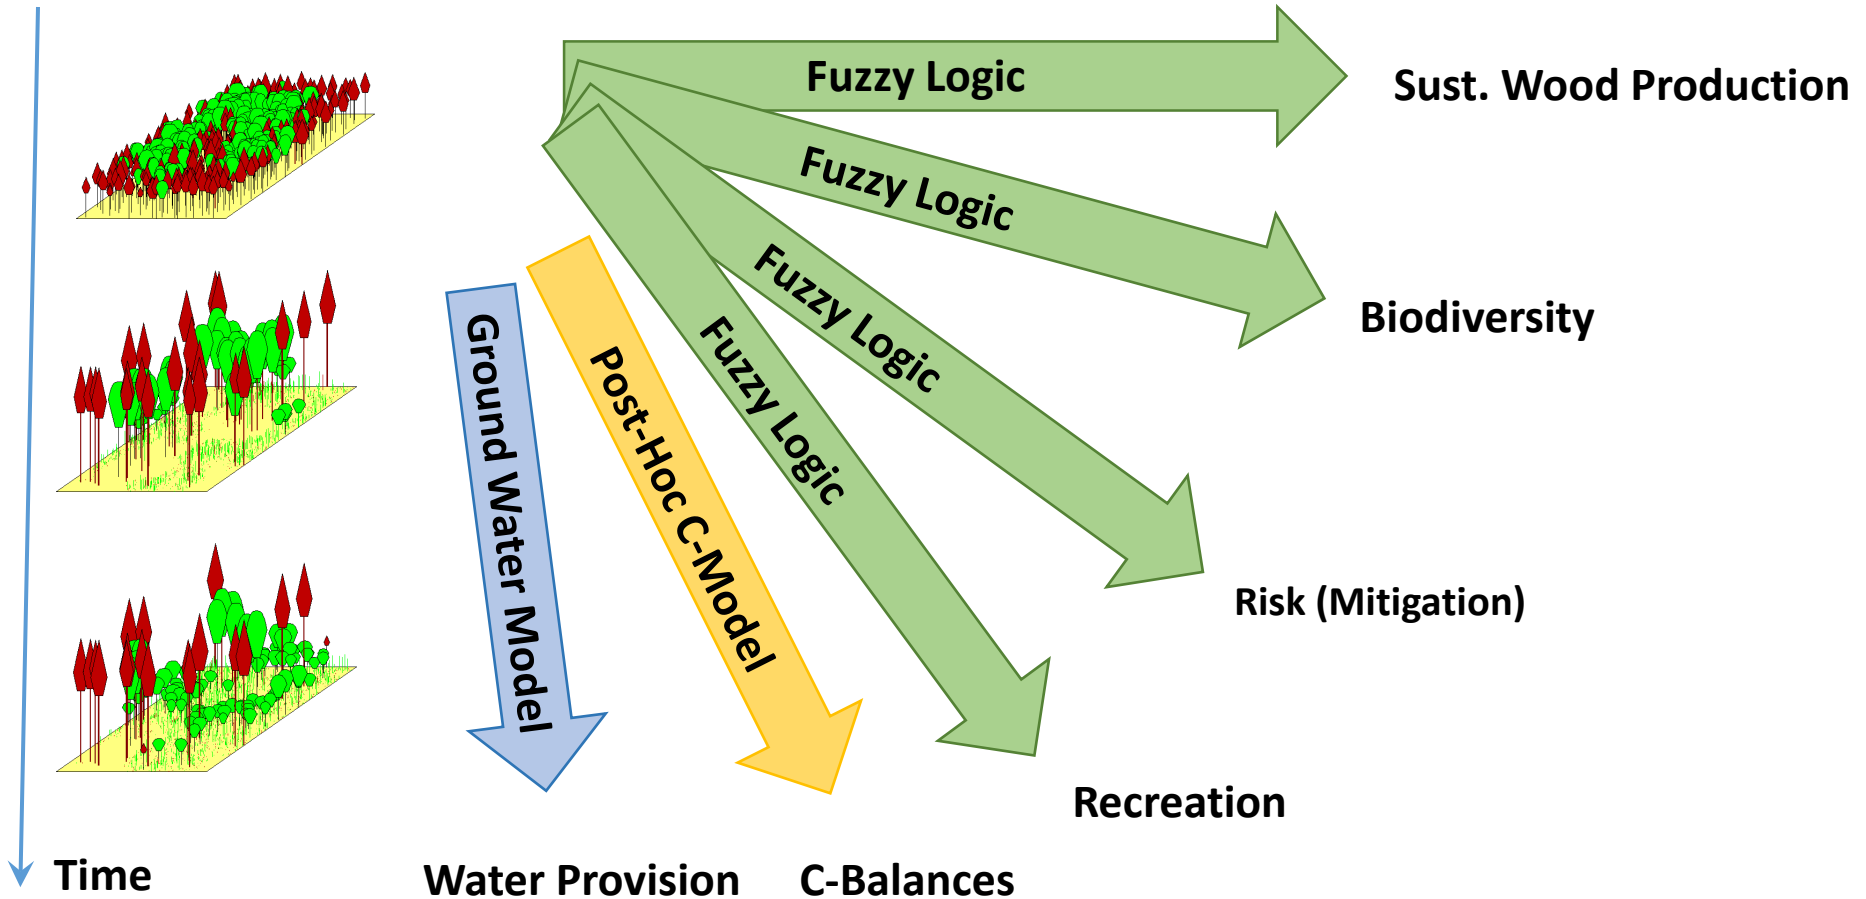 Fuzzy Logic
Sust. Wood Production
Fuzzy Logic
Biodiversity
Fuzzy Logic
Risk (Mitigation)
Fuzzy Logic
Recreation
Post-Hoc C-Model
C-Balances
Ground Water Model
Water Provision
Time